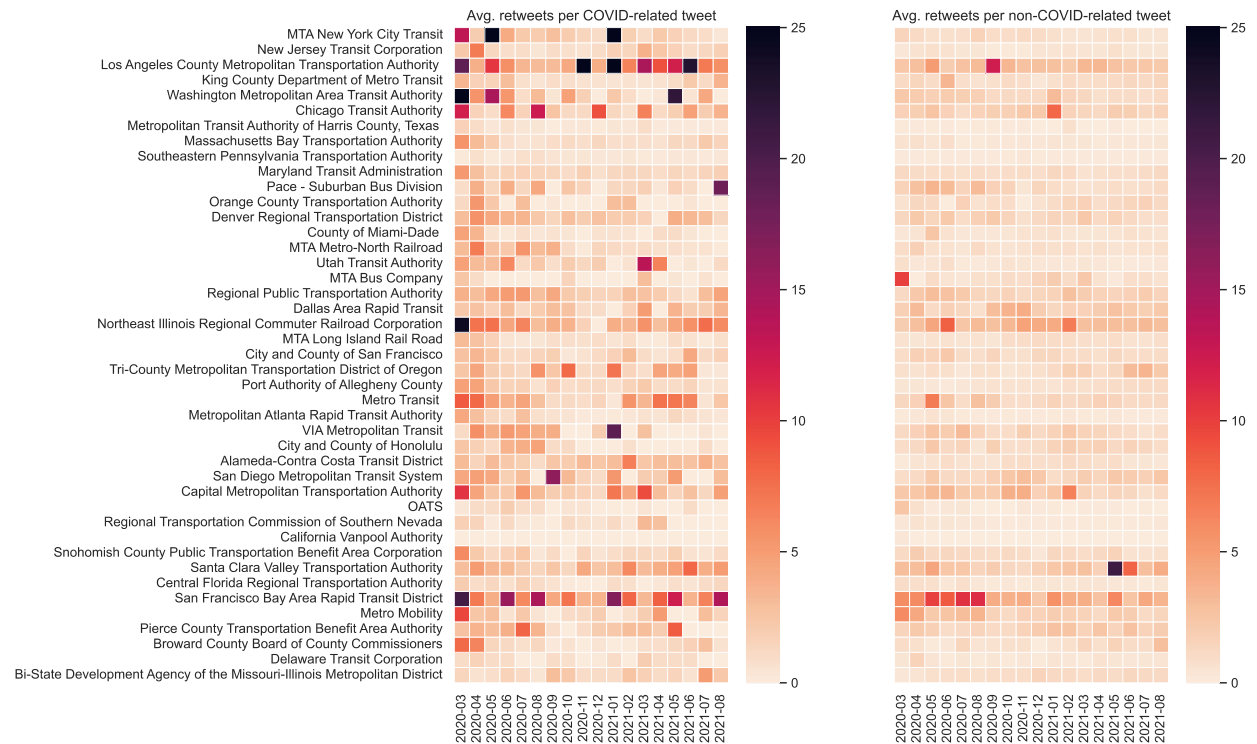 Avg. retweets per COVID-related tweet
Avg. retweets per non-COVID-related tweet
MTA New York City Transit
New Jersey Transit Corporation
Los Angeles County Metropolitan Transportation Authority
King County Department of Metro Transit
Washington Metropolitan Area Transit Authority
Chicago Transit Authority
Metropolitan Transit Authority of Harris County, Texas
Massachusetts Bay Transportation Authority
Southeastern Pennsylvania Transportation Authority
Maryland Transit Administration
Pace - Suburban Bus Division
Orange County Transportation Authority
Denver Regional Transportation District
County of Miami-Dade
MTA Metro-North Railroad
Utah Transit Authority
MTA Bus Company
Regional Public Transportation Authority
Dallas Area Rapid Transit
Northeast Illinois Regional Commuter Railroad Corporation
MTA Long Island Rail Road
City and County of San Francisco
Tri-County Metropolitan Transportation District of Oregon
Port Authority of Allegheny County
Metro Transit
Metropolitan Atlanta Rapid Transit Authority
VIA Metropolitan Transit
City and County of Honolulu
Alameda-Contra Costa Transit District
San Diego Metropolitan Transit System
Capital Metropolitan Transportation Authority
OATS
Regional Transportation Commission of Southern Nevada
California Vanpool Authority
Snohomish County Public Transportation Benefit Area Corporation
Santa Clara Valley Transportation Authority
Central Florida Regional Transportation Authority
San Francisco Bay Area Rapid Transit District
Metro Mobility
Pierce County Transportation Benefit Area Authority
Broward County Board of County Commissioners
Delaware Transit Corporation
Bi-State Development Agency of the Missouri-Illinois Metropolitan District
2020-03
2020-04
2020-05
2020-06
2020-07
2020-08
2020-09
2020-10
2020-11
2020-12
2021-01
2021-02
2021-03
2021-04
2021-05
2021-06
2021-07
2021-08
25
20
15
10
5
0
2020-03
2020-04
2020-05
2020-06
2020-07
2020-08
2020-09
2020-10
2020-11
2020-12
2021-01
2021-02
2021-03
2021-04
2021-05
2021-06
2021-07
2021-08
25
20
15
10
5
0